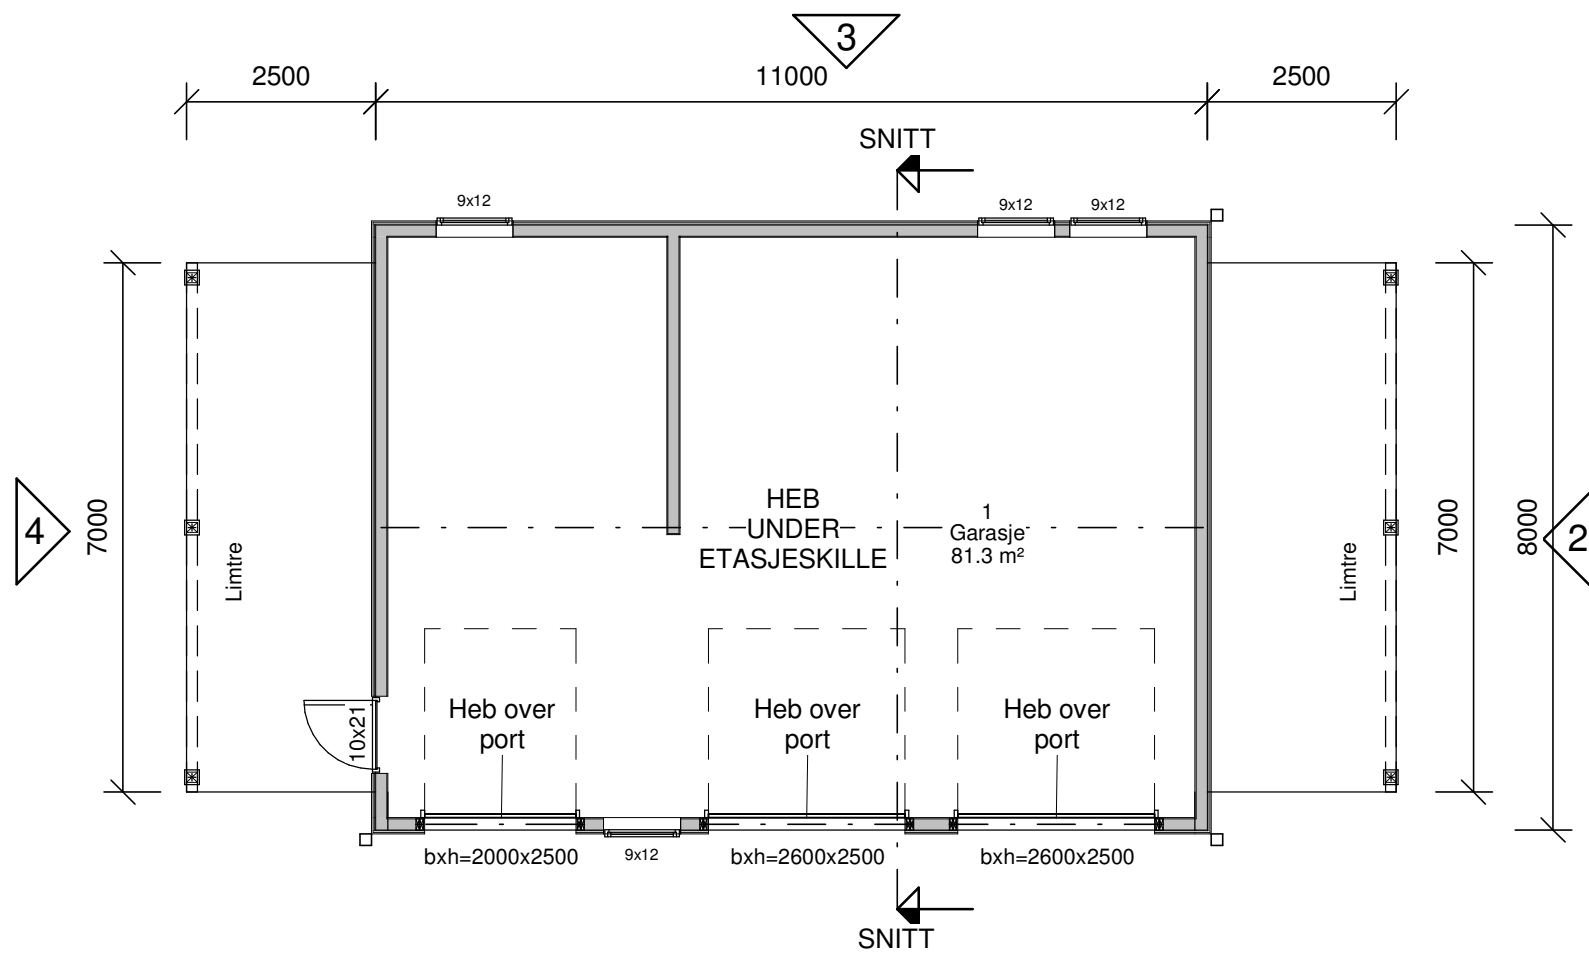 3
2500
11000
2500
SNITT
9x12
9x12
9x12
4
7000
Limtre
HEB
UNDER
ETASJESKILLE
1
Garasje
81.3 m²
Limtre
7000
8000
2
10x21
Heb over
port
Heb over
port
Heb over
port
bxh=2000x2500
9x12
bxh=2600x2500
bxh=2600x2500
SNITT